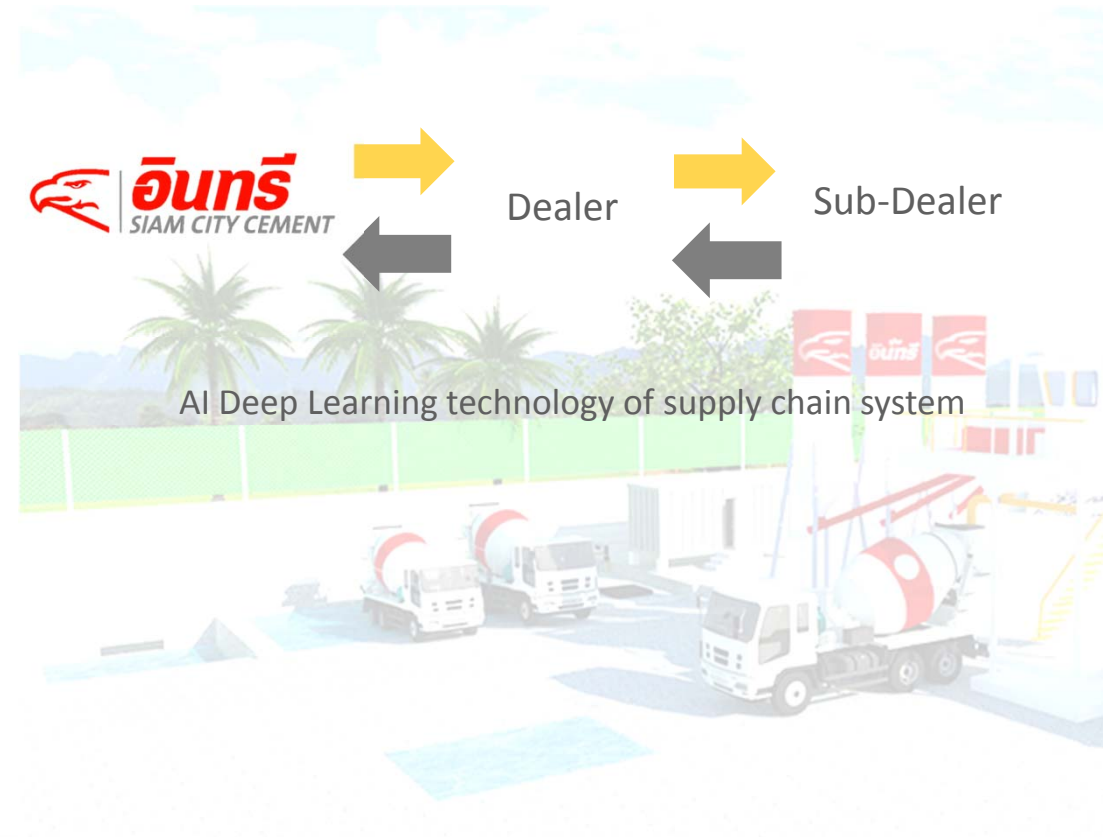 อินทรี
SIAM CITY CEMENT
Dealer
Sub-Dealer
อินทรี
AI Deep Learning technology of supply chain system